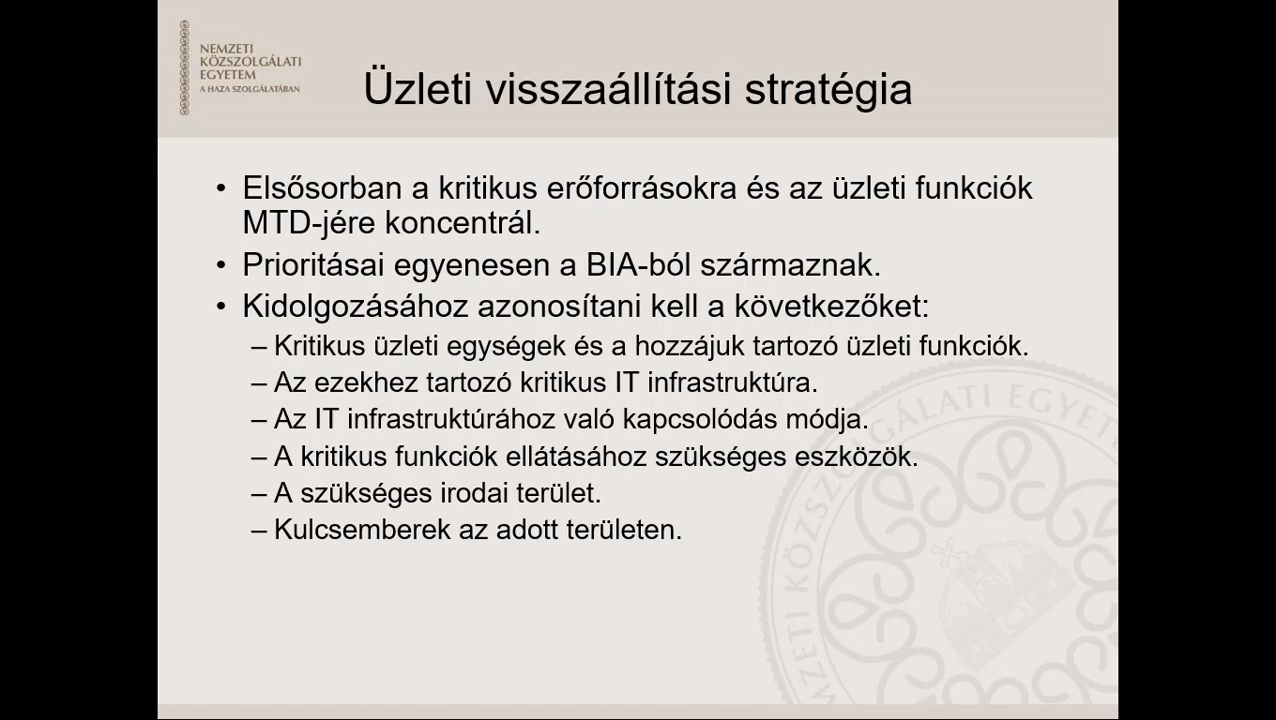 NEMZETI
KÖZSZOLGÁLATI
EGYETEM
A HAZA SZOLGÁLATÁBAN
Üzleti visszaállítási stratégia
• Elsősorban a kritikus erőforrásokra és az üzleti funkciók
MTD-jére koncentrál.
• Prioritásai egyenesen a BIA-ból származnak.
• Kidolgozásához azonosítani kell a következőket:
– Kritikus üzleti egységek és a hozzájuk tartozó üzleti funkciók.
– Az ezekhez tartozó kritikus IT infrastruktúra.
– Az IT infrastruktúrához való kapcsolódás módja.
– A kritikus funkciók ellátásához szükséges eszközök.
– A szükséges irodai terület.
– Kulcsemberek az adott területen.
MZETI KÖZSZOLGÁLATI EGYETE